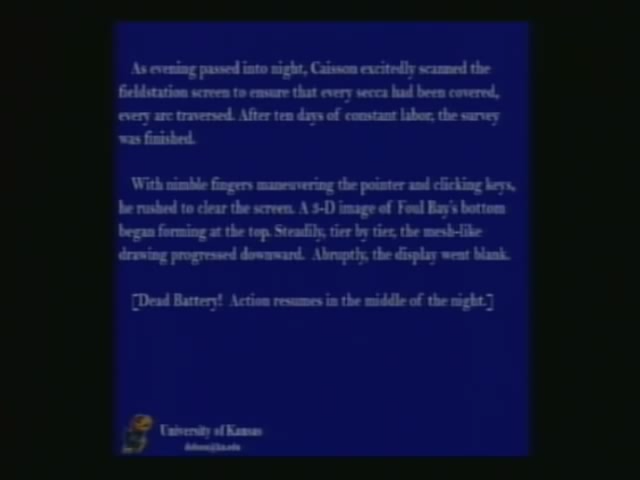 As evening passed into night, Caisson excitedly scanned the
fieldstation screen to ensure that every secca had been covered,
every arc traversed. After ten days of constant labor, the survey
was finished.
With nimble fingers maneuvering the pointer and clicking keys,
he rushed to clear the screen. A 3-D image of Foul Bay's bottom
began forming at the top. Steadily, tier by tier, the mesh-like
drawing progressed downward. Abruptly, the display went blank.
[Dead Battery! Action resumes in the middle of the night.]
University of Kansas